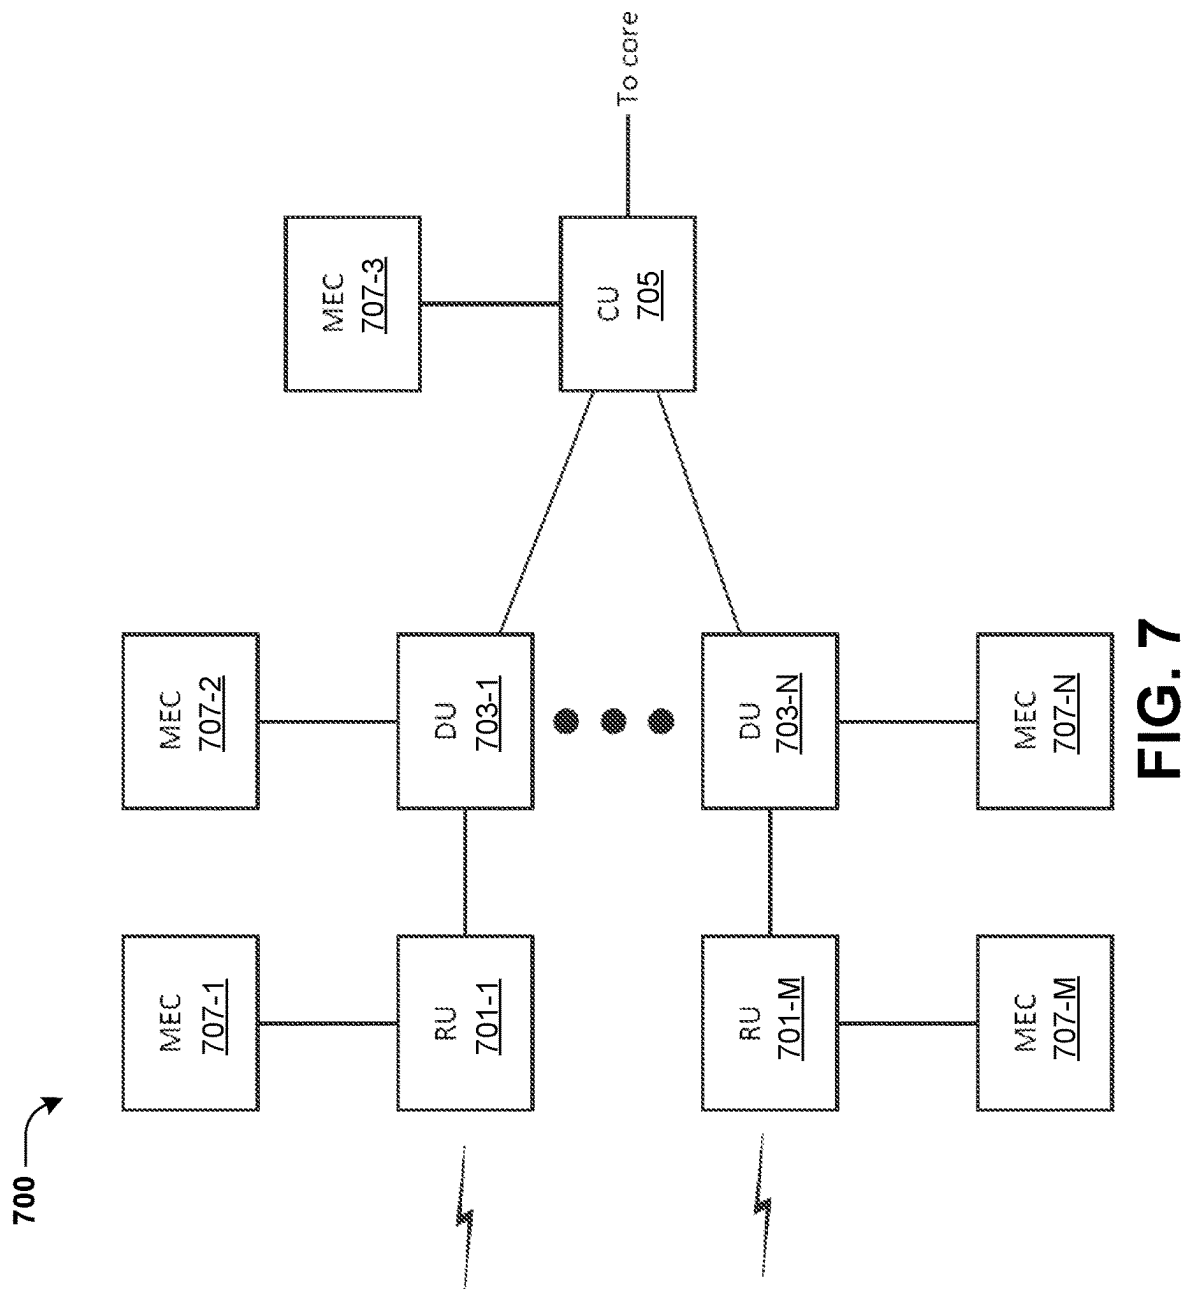 700
MEC
707-1
MEC
707-2
MEC
707-3
RU
701-1
DU
703-1
CU
705
To core
RU
701-M
DU
703-N
MEC
707-M
MEC
707-N
FIG. 7